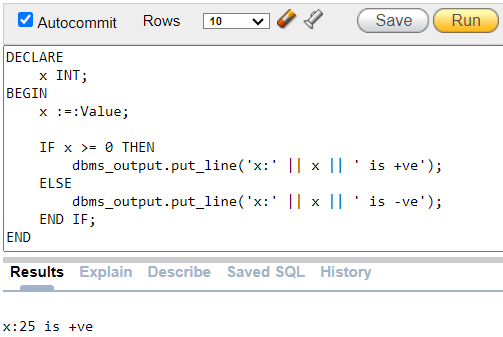 Autocommit Rows 10 Save Run
DECLARE
    x INT;
BEGIN
    x :=:Value;

    IF x >= 0 THEN
        dbms_output.put_line('x:' || x || ' is +ve');
    ELSE
        dbms_output.put_line('x:' || x || ' is -ve');
    END IF;
END
Results Explain Describe Saved SQL History
x:25 is +ve